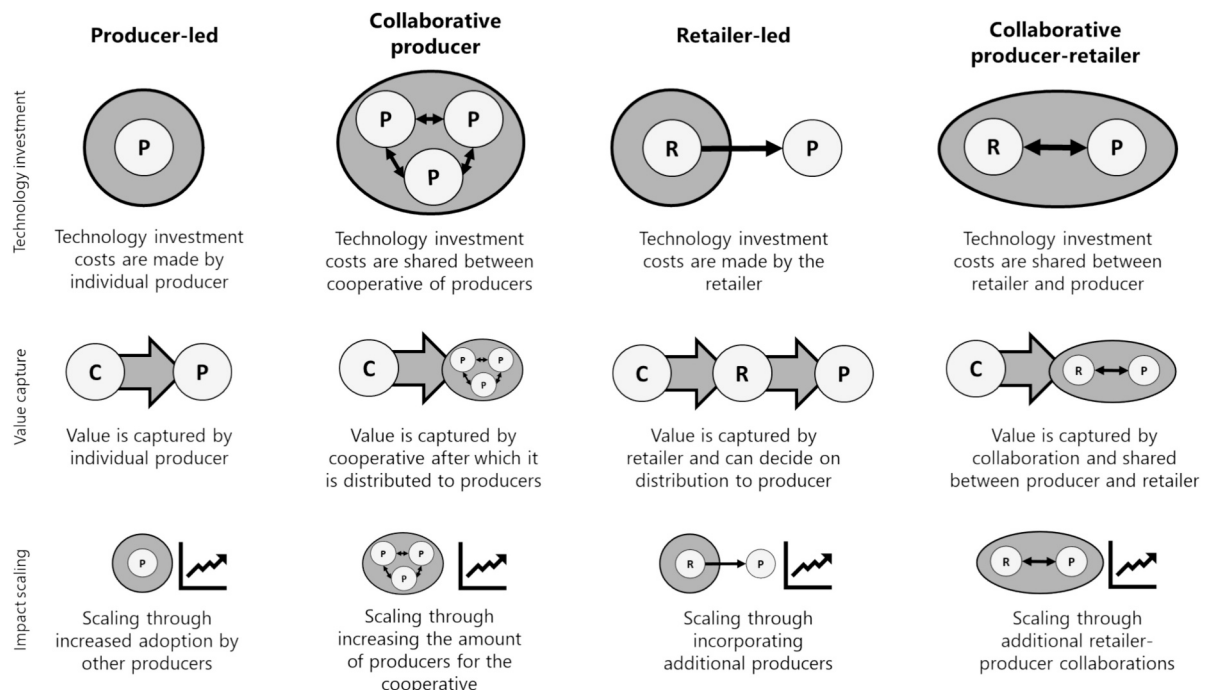 Producer-led
Collaborative
producer
Retailer-led
Collaborative
producer-retailer
Technology investment
P
P P
P
R P
R P
Technology investment
costs are made by
individual producer
Technology investment
costs are shared between
cooperative of producers
Technology investment
costs are made by the
retailer
Technology investment
costs are shared between
retailer and producer
Value capture
C P
C P P
P
C R P
C R P
Value is captured by
individual producer
Value is captured by
cooperative after which it
is distributed to producers
Value is captured by
retailer and can decide on
distribution to producer
Value is captured by
collaboration and shared
between producer and retailer
Impact scaling
P
P P
P
R P
R P
Scaling through
increased adoption by
other producers
Scaling through
increasing the amount
of producers for the
cooperative
Scaling through
incorporating
additional producers
Scaling through
additional retailer-
producer collaborations